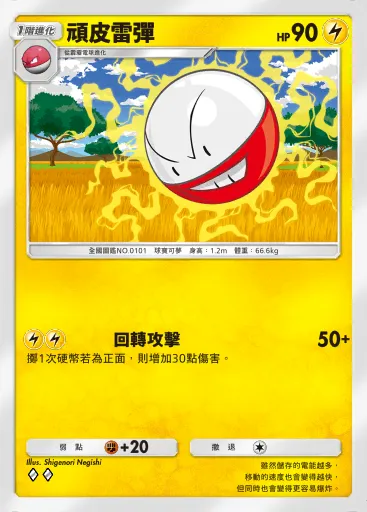 1階進化
頑皮雷彈
HP 90
從霹靂電球進化
全國圖鑑NO.0101 球寶可夢 身高：1.2m 體重：66.6kg
回轉攻擊 50+
擲1次硬幣若為正面，則增加30點傷害。
弱點 +20 撤退
Illus. Shigenori Negishi
雖然儲存的電能越多，
移動的速度也會變得越快，
但同時也會變得更容易爆炸。